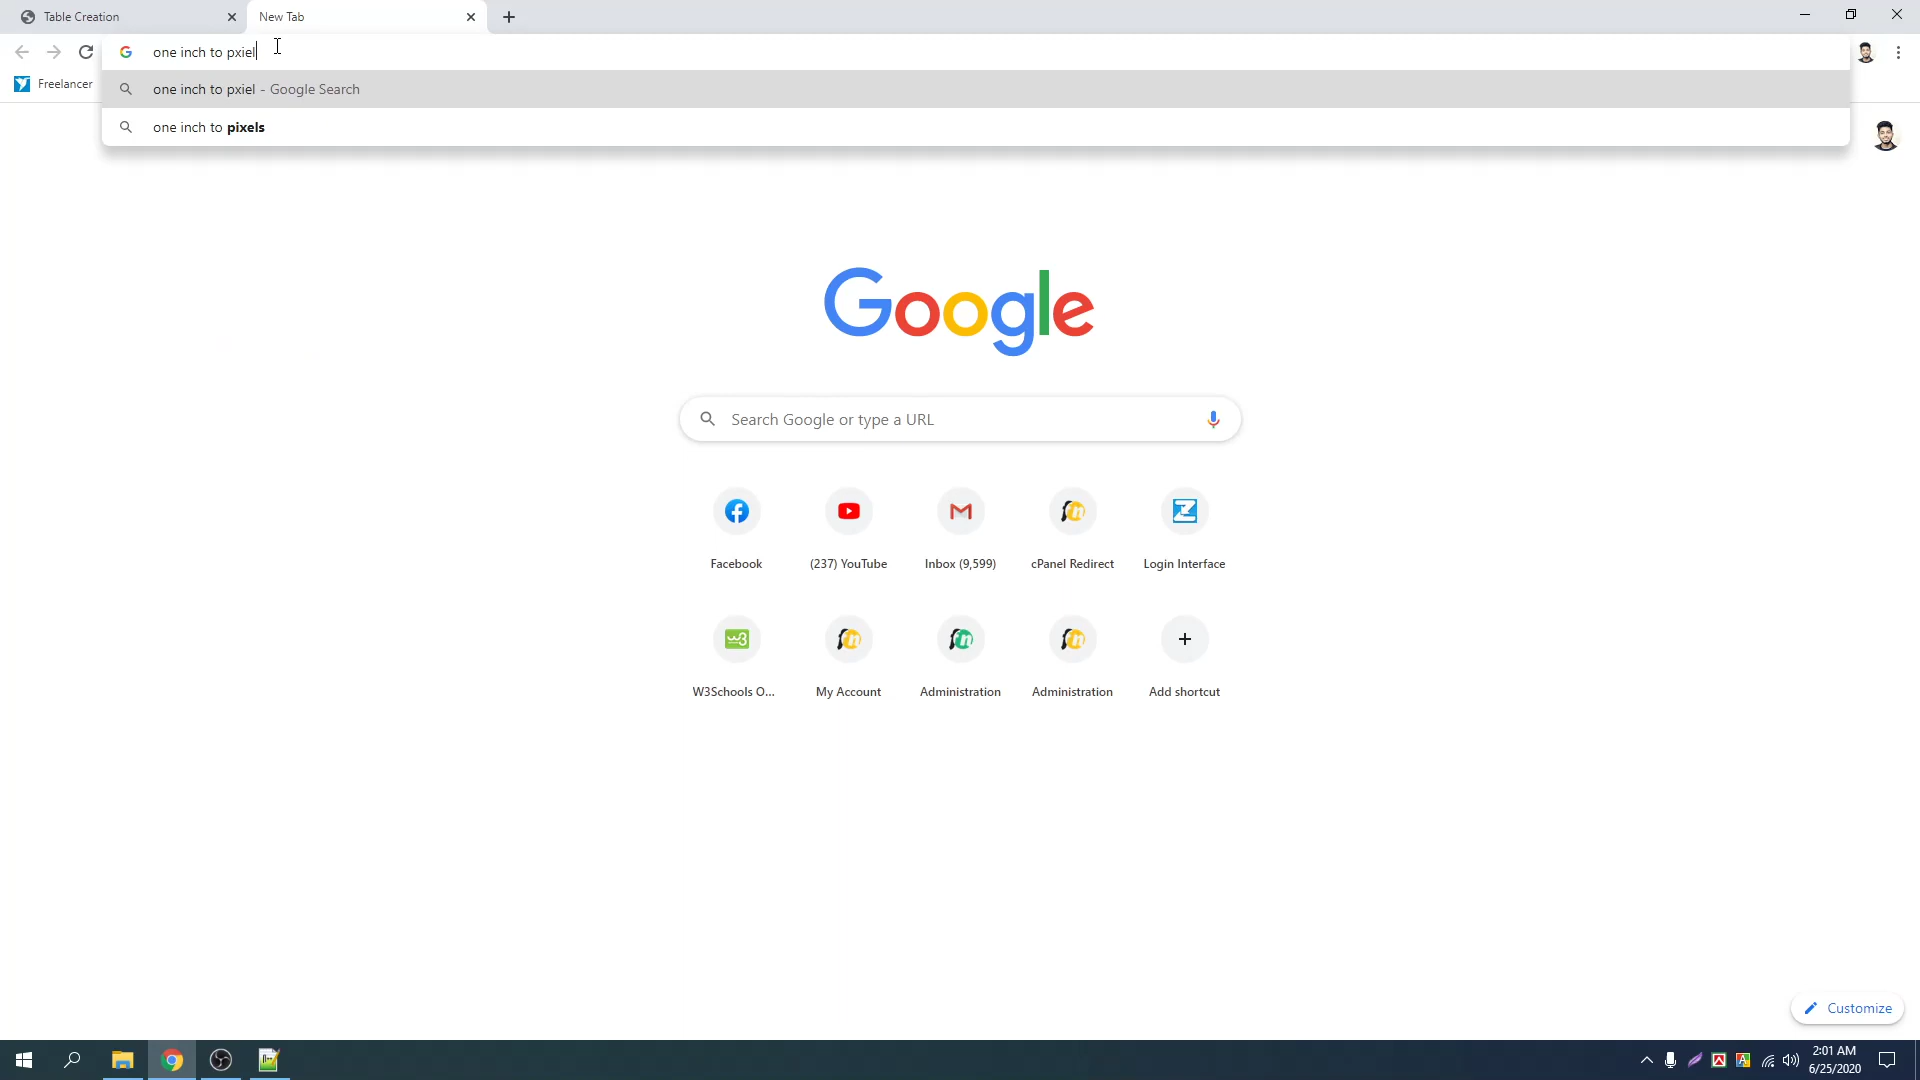 Table Creation
New Tab
one inch to pxiel
Freelancer
one inch to pxiel - Google Search
one inch to pixels
Google
Search Google or type a URL
Facebook
(237) YouTube
Inbox (9,599)
cPanel Redirect
Login Interface
W3Schools O...
My Account
Administration
Administration
Add shortcut
Customize
2:01 AM
6/25/2020